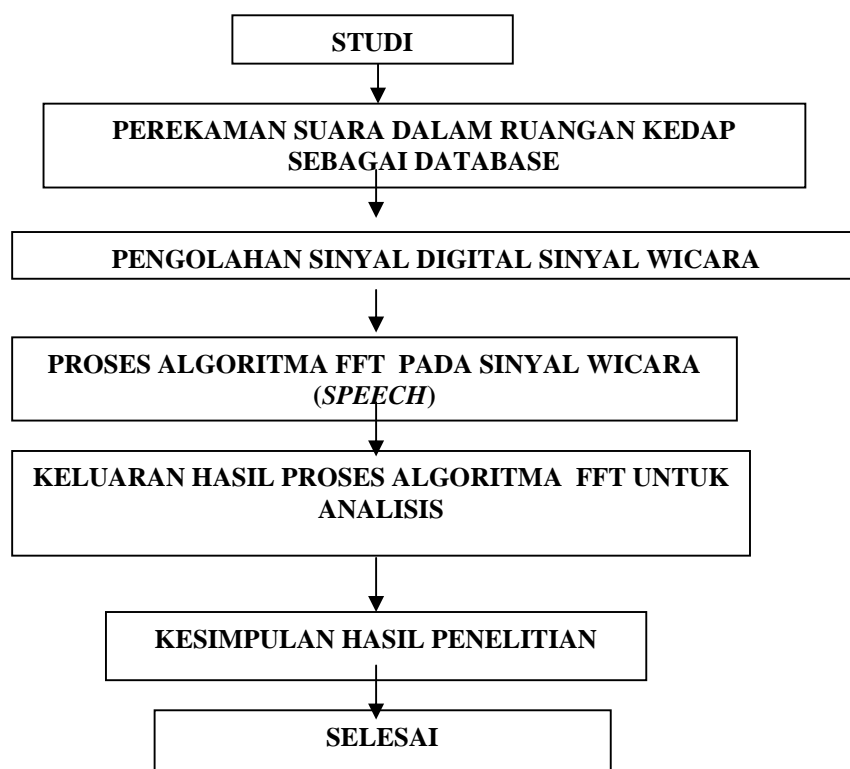 STUDI
PEREKAMAN SUARA DALAM RUANGAN KEDAP
SEBAGAI DATABASE
PENGOLAHAN SINYAL DIGITAL SINYAL WICARA
PROSES ALGORITMA FFT PADA SINYAL WICARA
(SPEECH)
KELUARAN HASIL PROSES ALGORITMA FFT UNTUK
ANALISIS
KESIMPULAN HASIL PENELITIAN
SELESAI